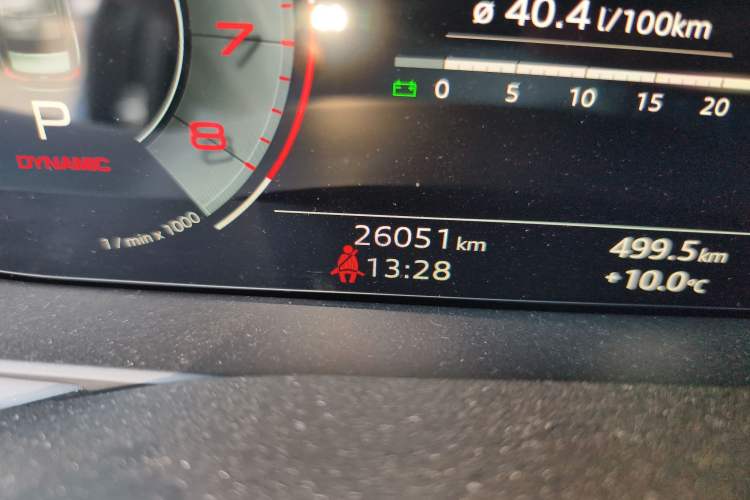 7
8
P
DYNAMIC
1/min x 1000
ø 40.4 l/100km
0 5 10 15 20
26051 km
13:28
499.5 km
+10.0 °C